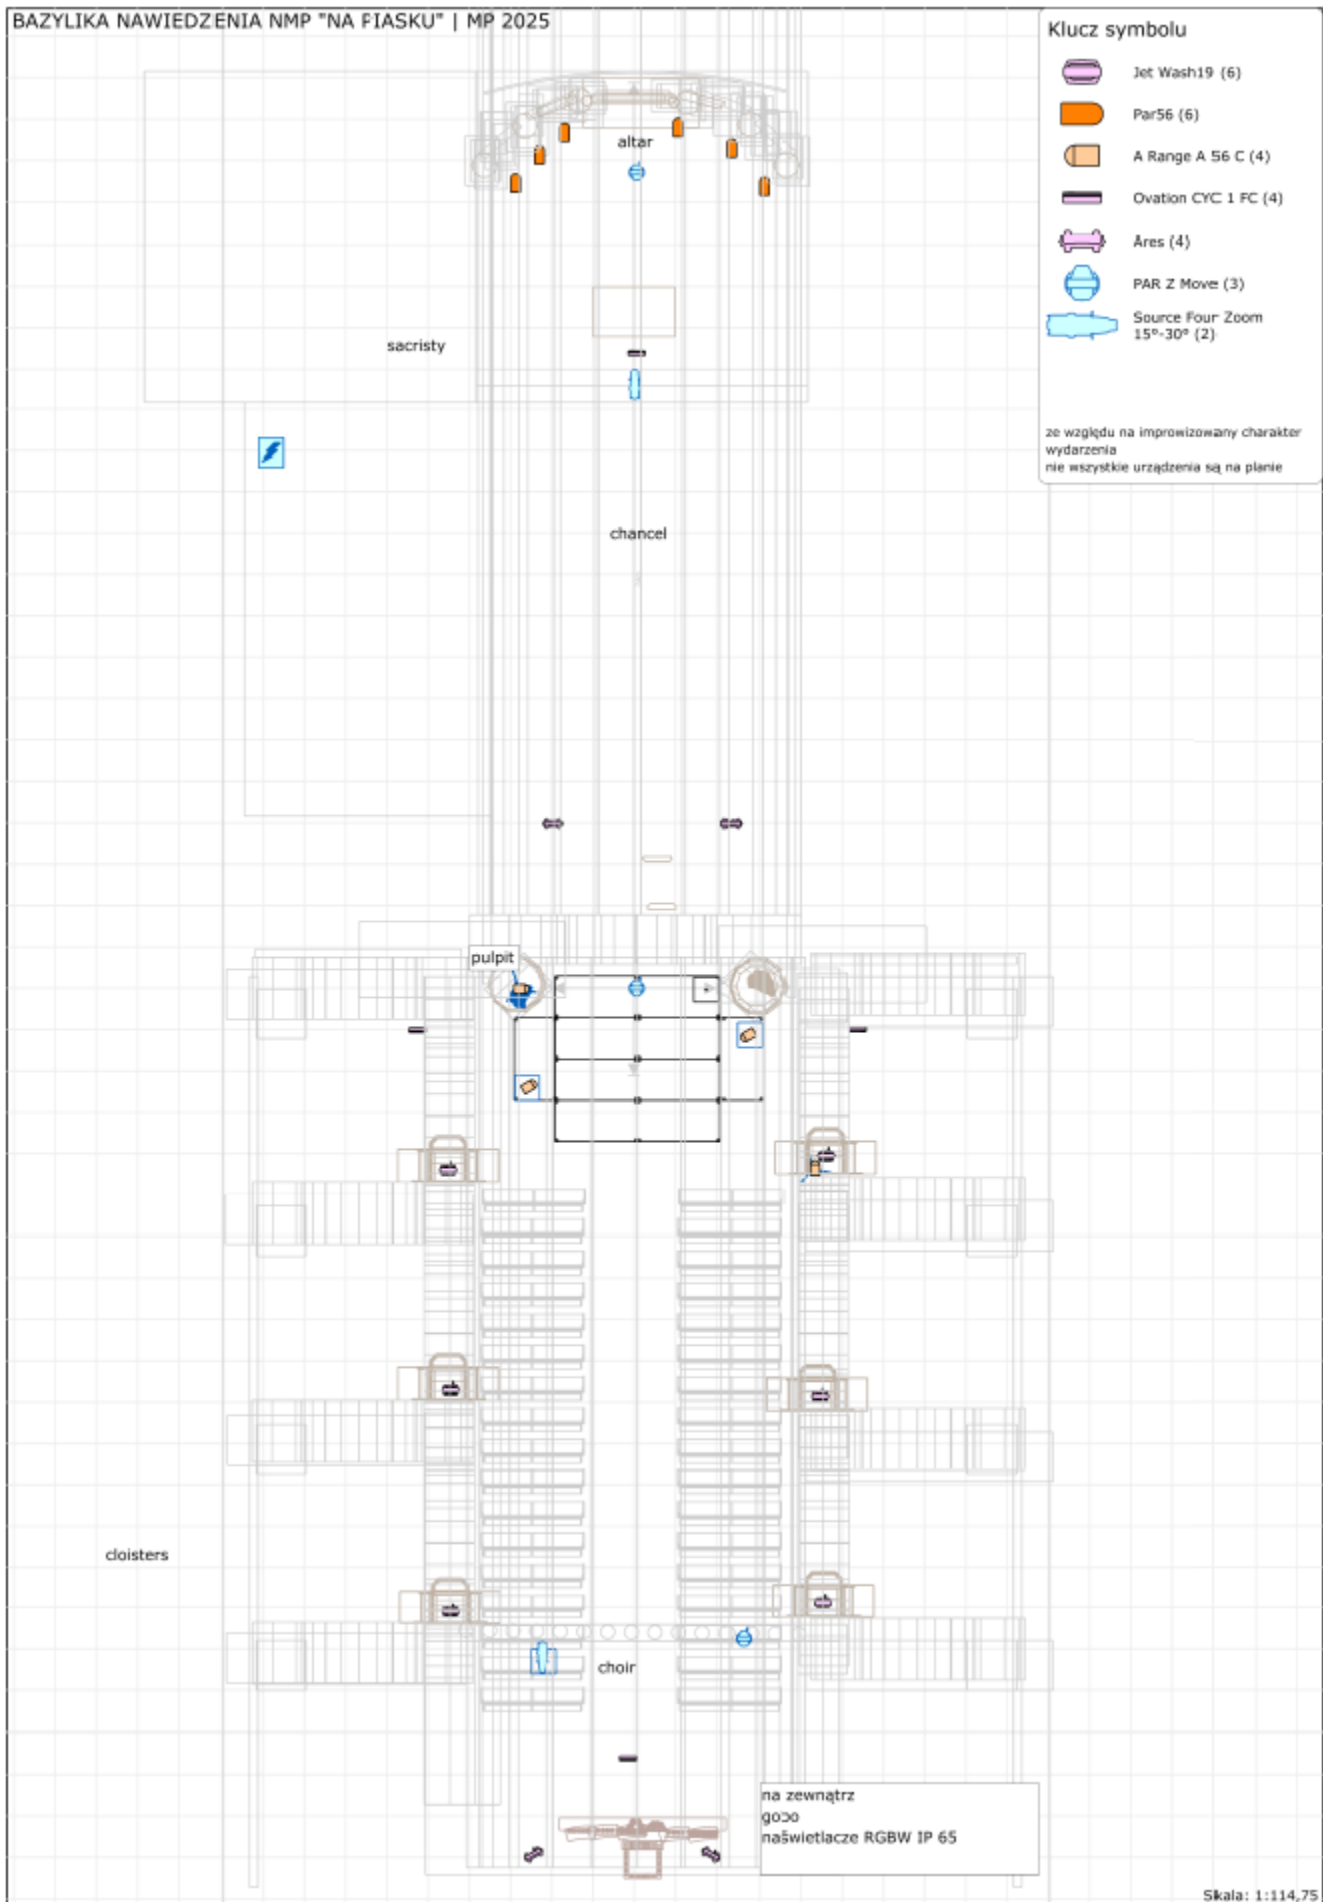 BAZYLIKA NAWIEDZENIA NMP "NA PIASKU" | MP 2025
Klucz symbolu
Jet Wash19 (6)
Par56 (6)
A Range A 56 C (4)
Ovation CYC 1 FC (4)
Ares (4)
PAR Z Move (3)
Source Four Zoom
15°-30° (2)
ze względu na improwizowany charakter
wydarzenia
nie wszystkie urządzenia są na planie
altar
sacristy
chancel
pulpit
cloisters
choir
na zewnątrz
gobo
naświetlacze RGBW IP 65
Skala: 1:114,75